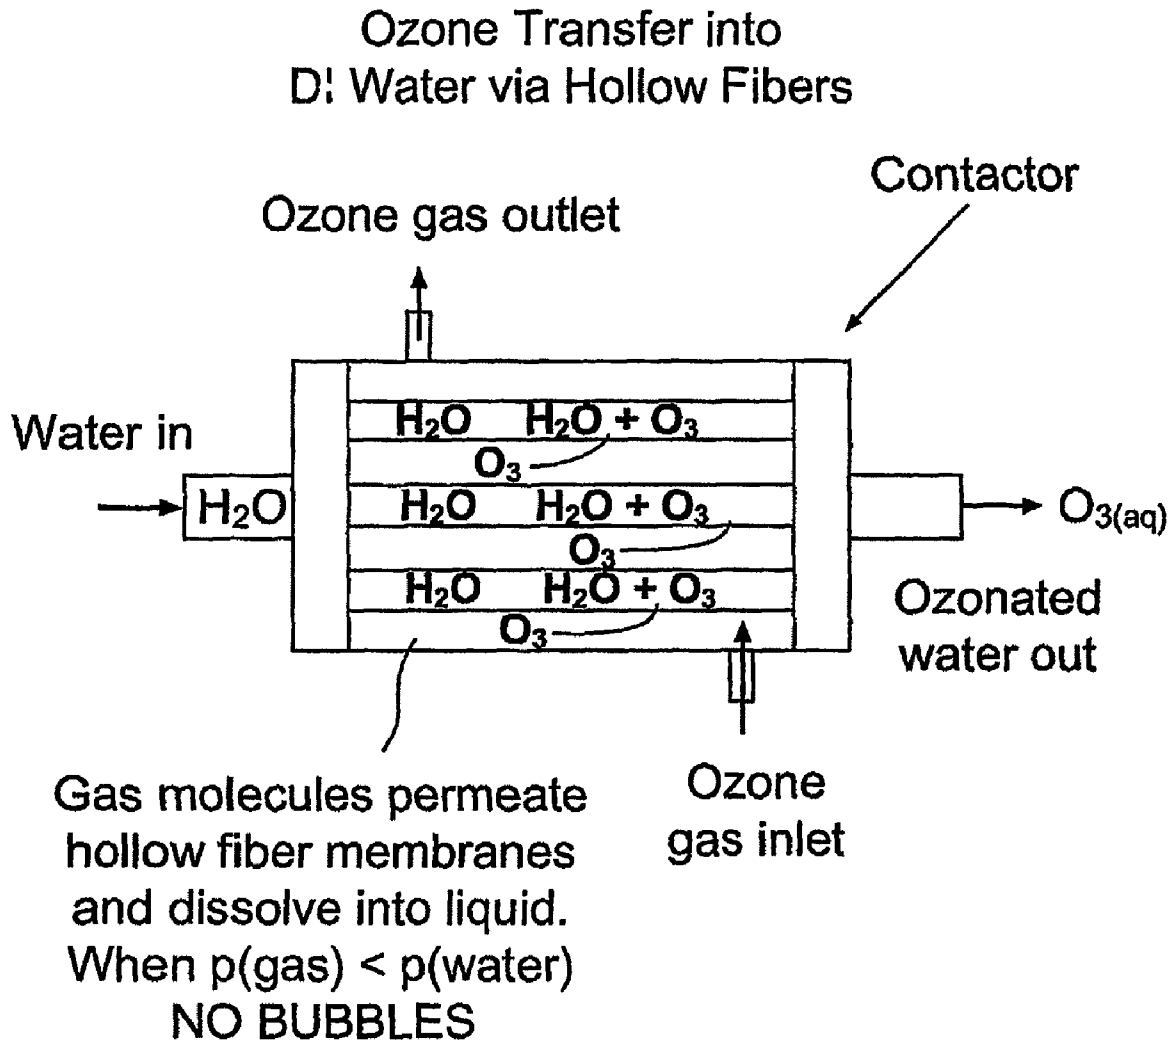 Ozone Transfer into
D! Water via Hollow Fibers
Contactor
Ozone gas outlet
Water in
H₂O
H₂O H₂O + O₃
O₃
H₂O H₂O + O₃
O₃
H₂O H₂O + O₃
O₃
O₃(aq)
Ozonated
water out
Ozone
gas inlet
Gas molecules permeate
hollow fiber membranes
and dissolve into liquid.
When p(gas) < p(water)
NO BUBBLES